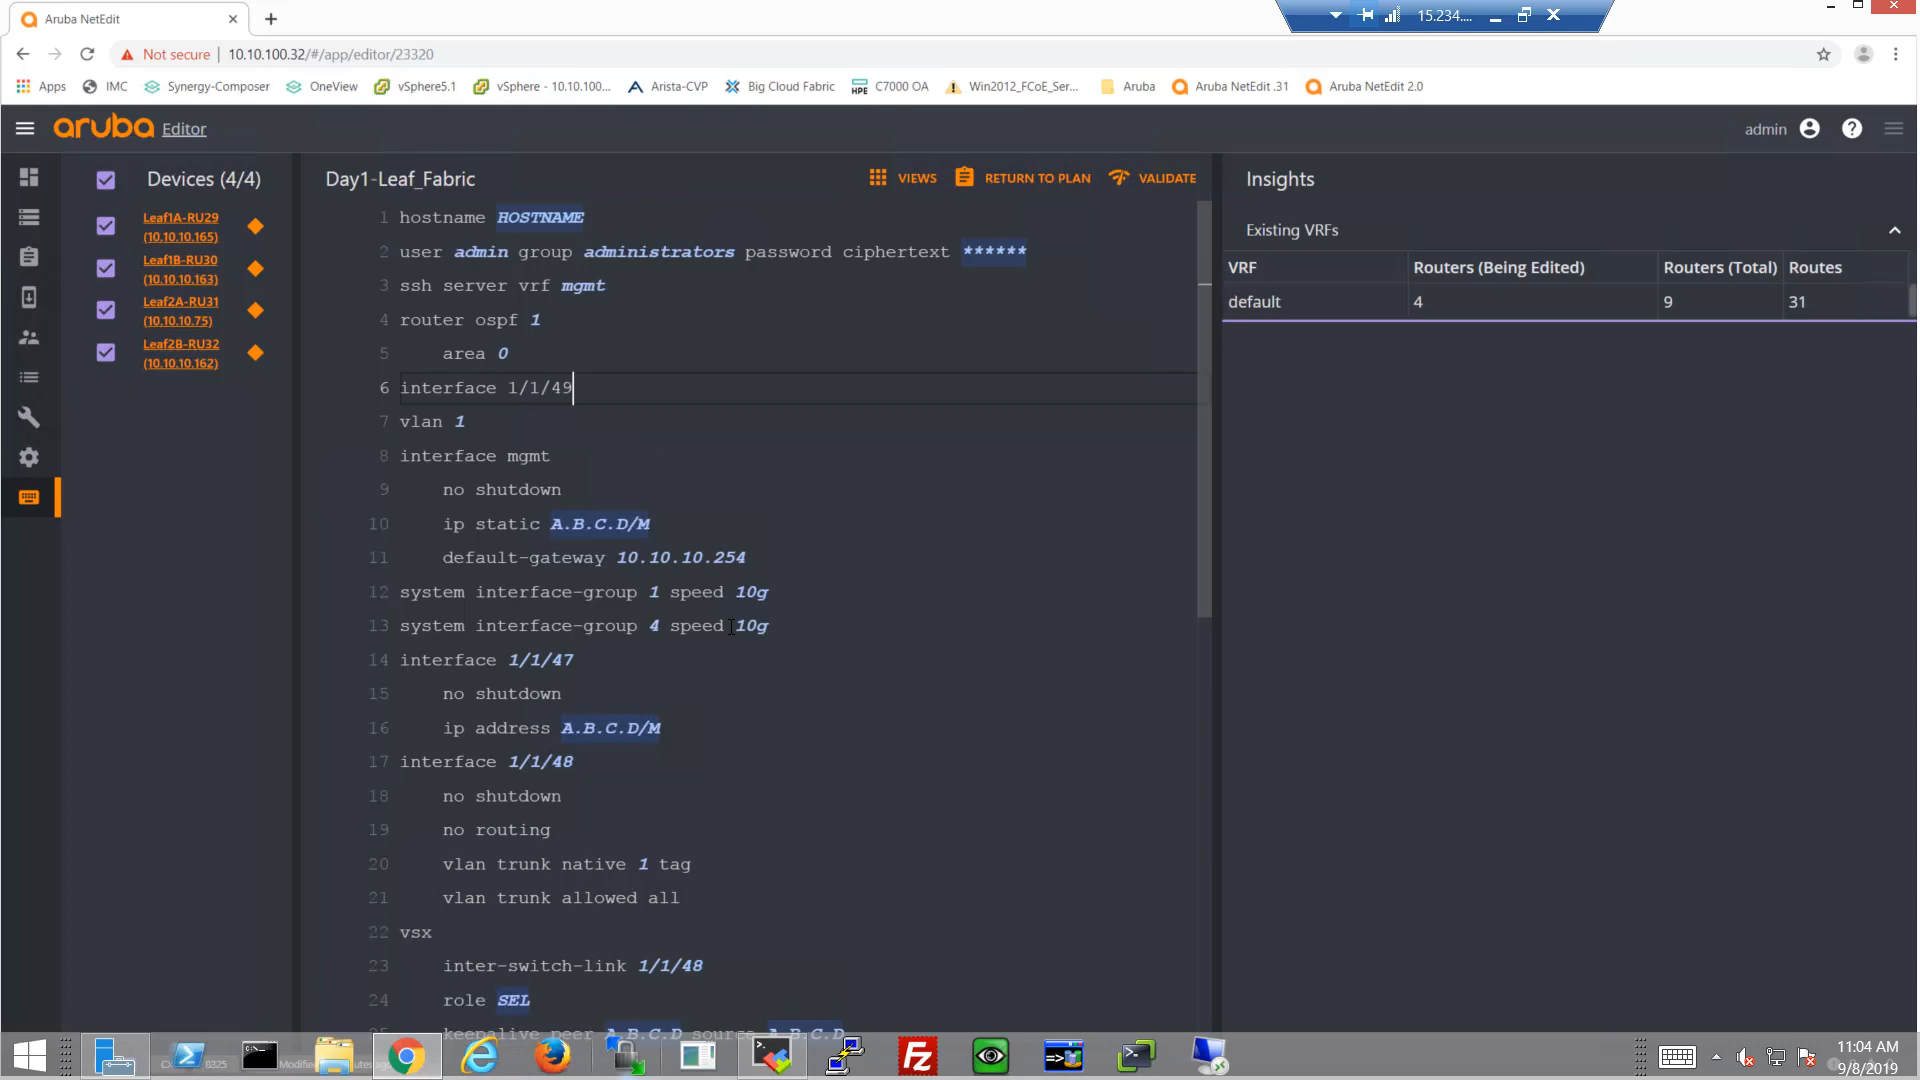 Aruba NetEdit
15.234....
Not secure
10.10.100.32/#/app/editor/23320
Apps
IMC
Synergy-Composer
OneView
vSphere5.1
vSphere - 10.10.100...
Arista-CVP
Big Cloud Fabric
HPE
C7000 OA
Win2012_FCoE_Ser...
Aruba
Aruba NetEdit .31
Aruba NetEdit 2.0
aruba Editor
admin
Devices (4/4)
Leaf1A-RU29
(10.10.10.165)
Leaf1B-RU30
(10.10.10.163)
Leaf2A-RU31
(10.10.10.75)
Leaf2B-RU32
(10.10.10.162)
Day1-Leaf_Fabric
VIEWS
RETURN TO PLAN
VALIDATE
1 hostname HOSTNAME
2 user admin group administrators password ciphertext ******
3 ssh server vrf mgmt
4 router ospf 1
5 area 0
6 interface 1/1/49
7 vlan 1
8 interface mgmt
9 no shutdown
10 ip static A.B.C.D/M
11 default-gateway 10.10.10.254
12 system interface-group 1 speed 10g
13 system interface-group 4 speed 10g
14 interface 1/1/47
15 no shutdown
16 ip address A.B.C.D/M
17 interface 1/1/48
18 no shutdown
19 no routing
20 vlan trunk native 1 tag
21 vlan trunk allowed all
22 vsx
23 inter-switch-link 1/1/48
24 role SEL
25 keepalive peer A.B.C.D source A.B.C.D
Insights
Existing VRFs
VRF Routers (Being Edited) Routers (Total) Routes
default 4 9 31
11:04 AM
9/8/2019